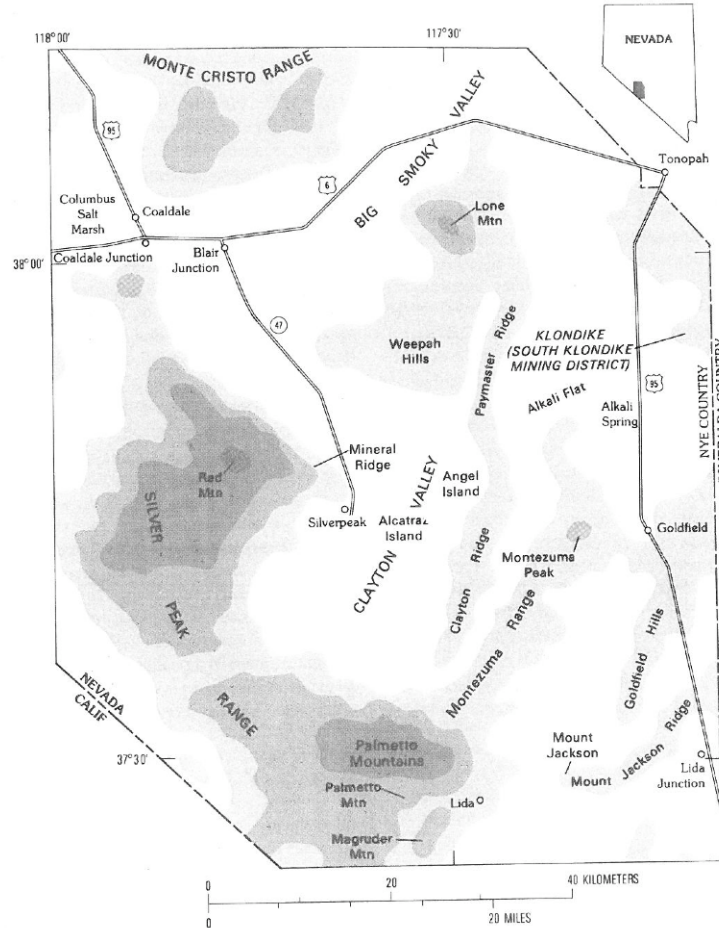 118°00'
117°30'
NEVADA
MONTE CRISTO RANGE
VALLEY
95
6
SMOKY
BIG
Tonopah
Columbus
Salt
Marsh
Coaldale
Lone
Mtn
Coaldale Junction
Blair
Junction
38°00'
47
Weepah
Hills
Paymaster Ridge
KLONDIKE
(SOUTH KLONDIKE
MINING DISTRICT)
Alkali Flat
Alkali
Spring
95
NYE COUNTRY
Mineral
Ridge
Red
Mtn
Angel
Island
VALLEY
SILVER
Silverpeak
Alcatraz
Island
Goldfield
CLAYTON
Clayton Ridge
Montezuma
Peak
PEAK
Montezuma Range
Goldfield Hills
NEVADA
CALIF
RANGE
Palmetto
Mountains
Mount
Jackson
Mount Jackson Ridge
37°30'
Lida
Junction
Palmetto
Mtn
Lida
Magruder
Mtn
0 20 40 KILOMETERS
0 20 MILES